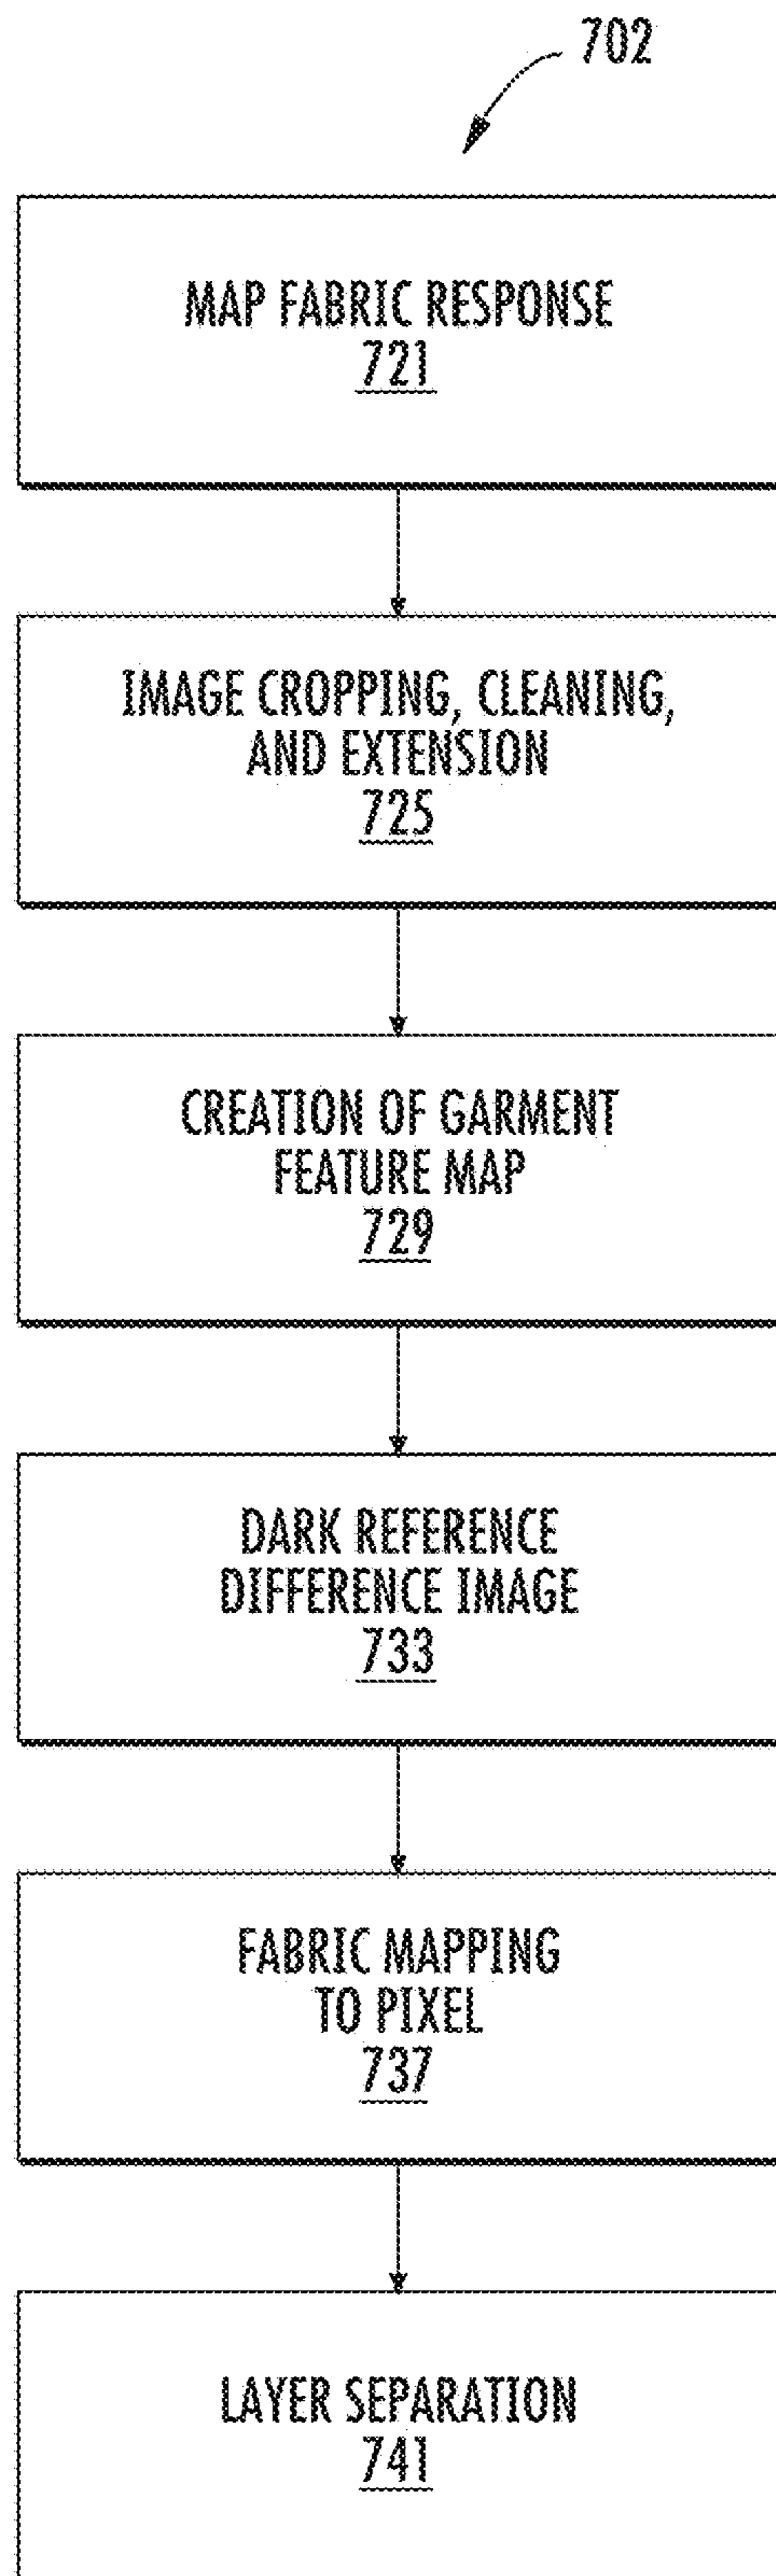 702
MAP FABRIC RESPONSE
721
IMAGE CROPPING, CLEANING,
AND EXTENSION
725
CREATION OF GARMENT
FEATURE MAP
729
DARK REFERENCE
DIFFERENCE IMAGE
733
FABRIC MAPPING
TO PIXEL
737
LAYER SEPARATION
741